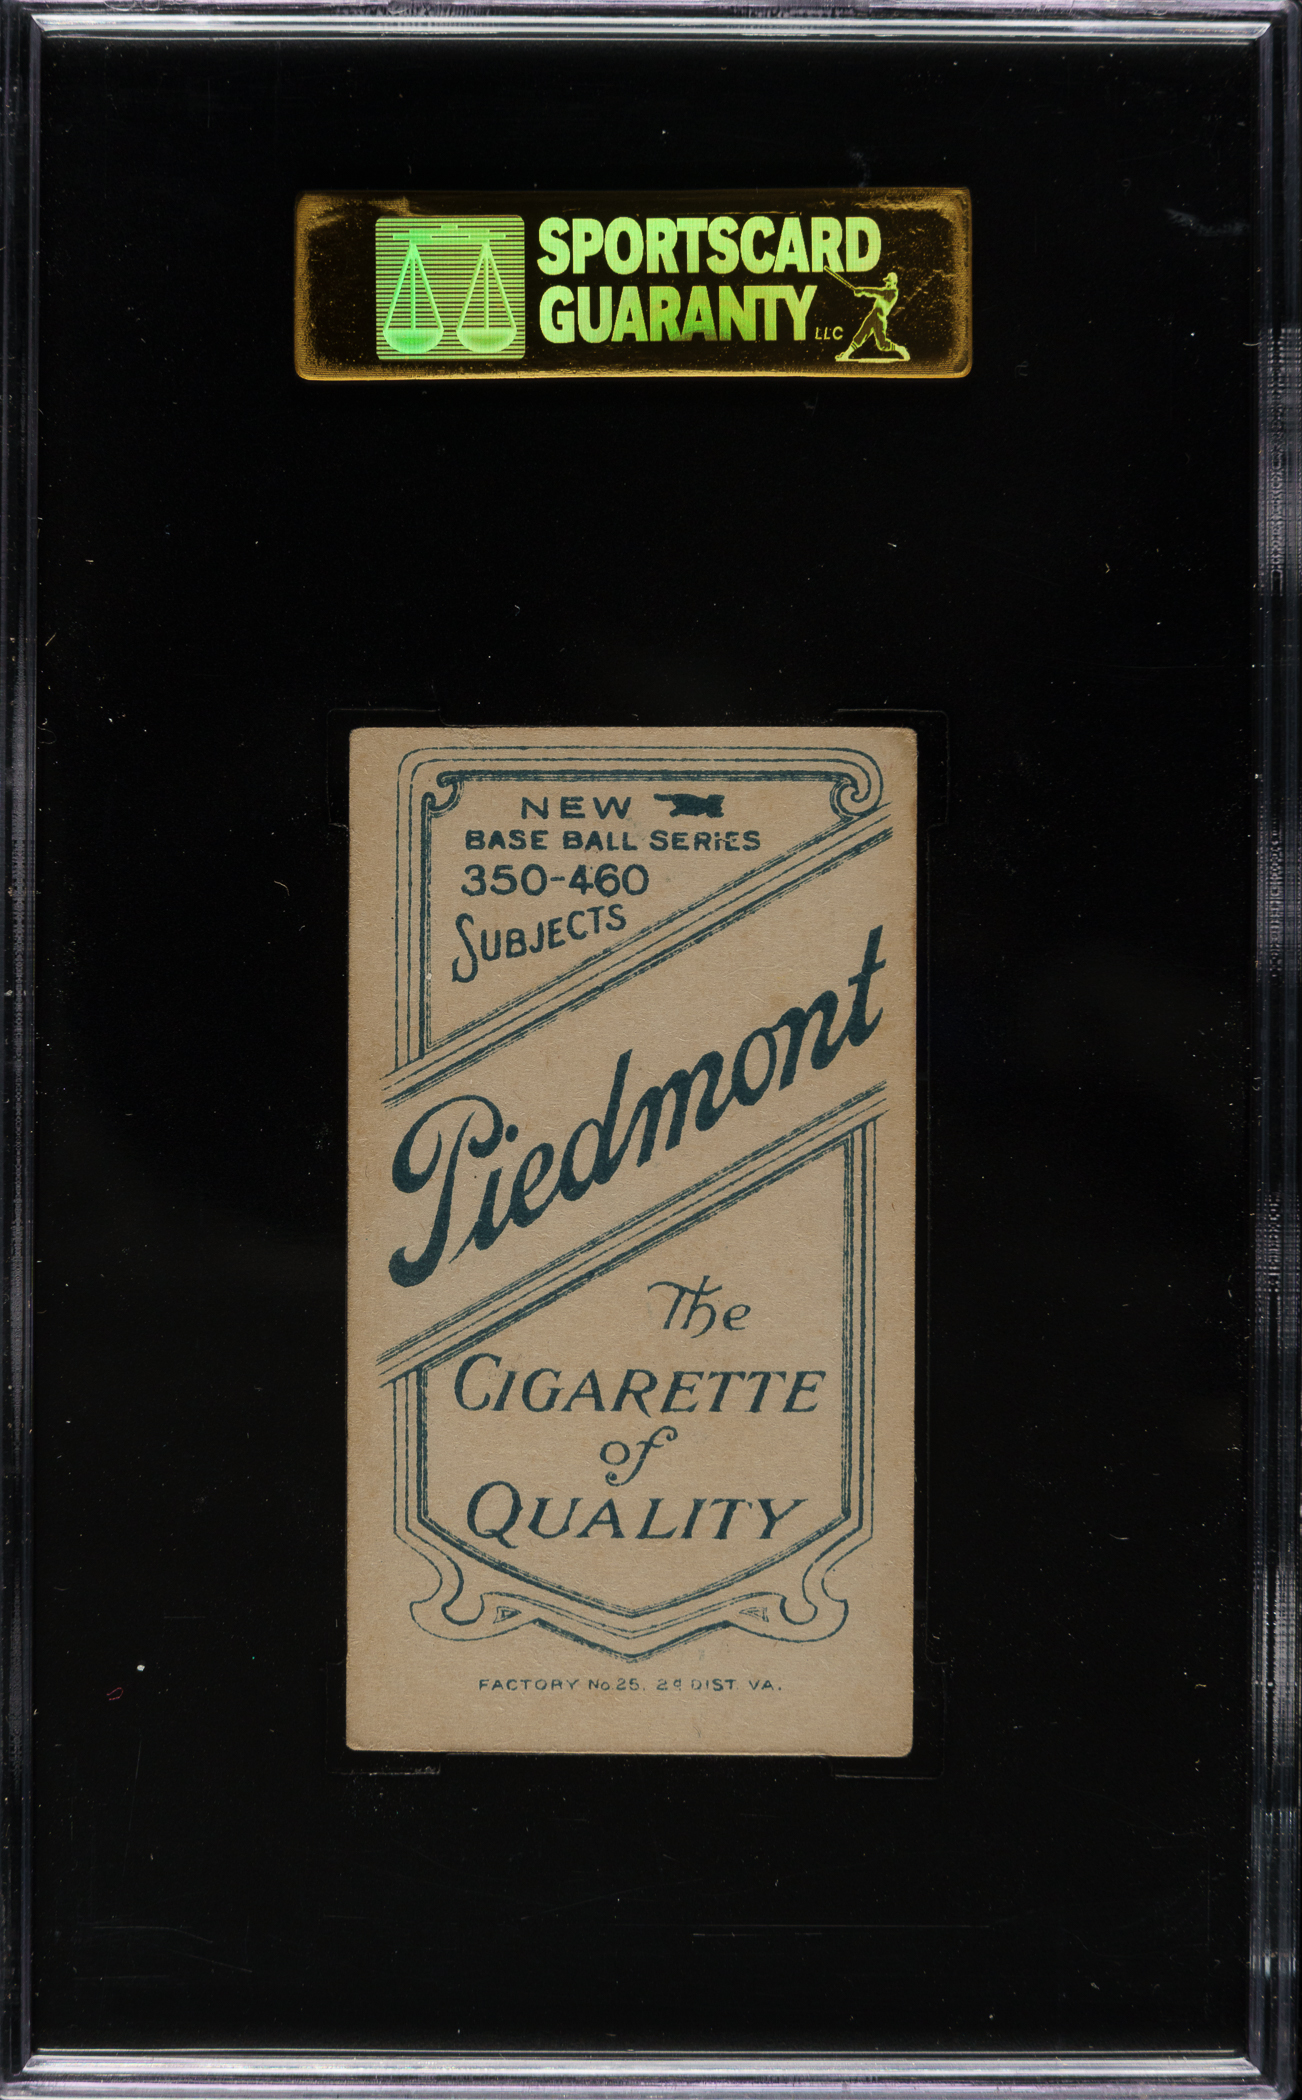 SPORTSCARD
GUARANTY LLC
NEW
BASE BALL SERIES
350-460
SUBJECTS
Piedmont
The
CIGARETTE
of
QUALITY
FACTORY No. 25, 2d DIST. VA.